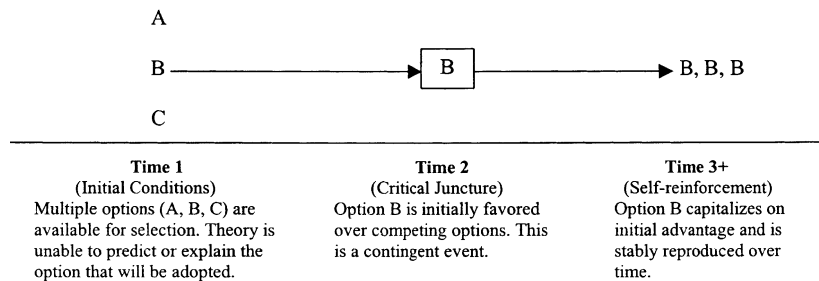 A
B B B, B, B
C
Time 1 Time 2 Time 3+
(Initial Conditions) (Critical Juncture) (Self-reinforcement)
Multiple options (A, B, C) are Option B is initially favored Option B capitalizes on
available for selection. Theory is over competing options. This initial advantage and is
unable to predict or explain the is a contingent event. stably reproduced over
option that will be adopted. time.